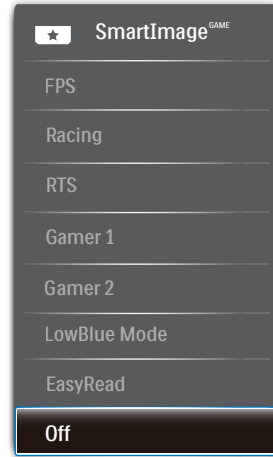 SmartImage GAME
FPS
Racing
RTS
Gamer 1
Gamer 2
LowBlue Mode
EasyRead
Off